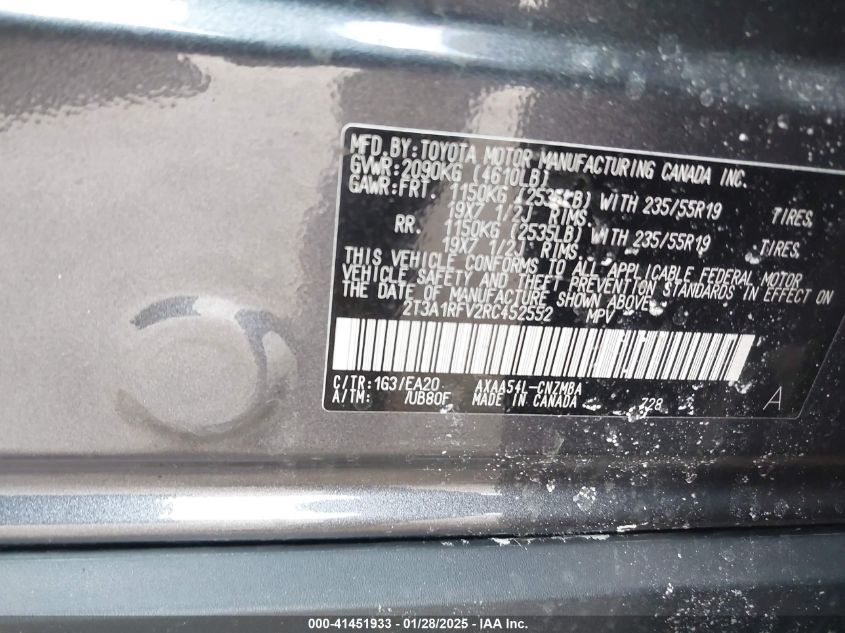 MFD.BY:TOYOTA MOTOR MANUFACTURING CANADA INC.
GVWR:2090KG (4610LB)
GAWR:FRT. 1150KG (2535LB) WITH 235/55R19 TIRES,
19X7 1/2J RIMS
RR. 1150KG (2535LB) WITH 235/55R19 TIRES,
19X7 1/2J RIMS
THIS VEHICLE CONFORMS TO ALL APPLICABLE FEDERAL MOTOR
VEHICLE SAFETY AND THEFT PREVENTION STANDARDS IN EFFECT ON
THE DATE OF MANUFACTURE SHOWN ABOVE.
2T3A1RFV2RC452552 MPV
C/TR:1G3/EA20 AXAA54L-CNZMBA
A/TM: /UB80F MADE IN CANADA Z28 A
000-41451933 - 01/28/2025 - IAA Inc.